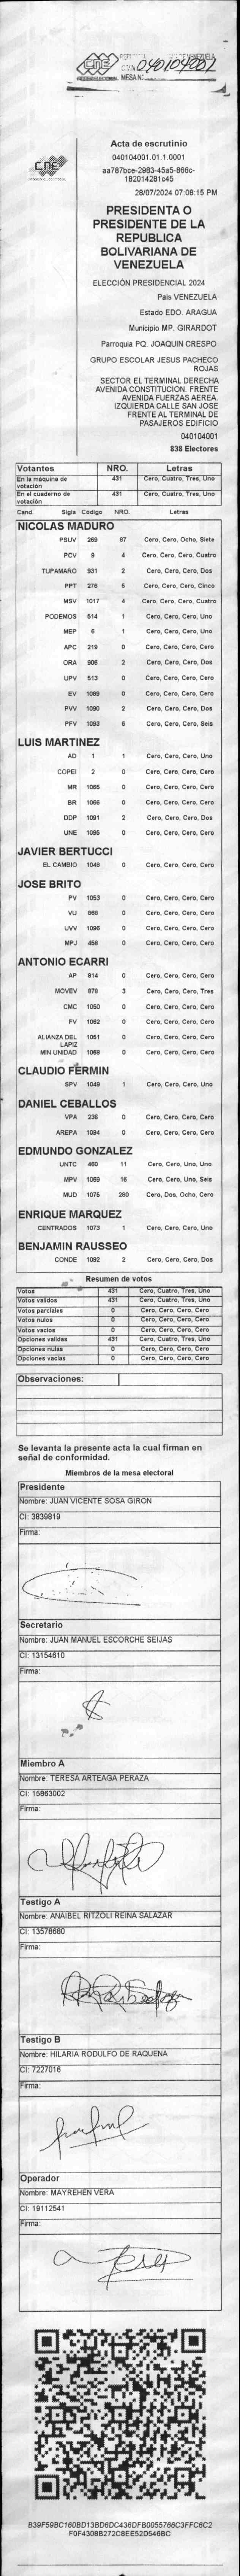 CNE
040104001
MESA N°
CNE
Acta de escrutinio
040104001.01.1.0001
aa787bce-2983-45a5-866c-
182014281c45
28/07/2024 07:08:15 PM
PRESIDENTA O
PRESIDENTE DE LA
REPUBLICA
BOLIVARIANA DE
VENEZUELA
ELECCIÓN PRESIDENCIAL 2024
Pais VENEZUELA
Estado EDO. ARAGUA
Municipio MP. GIRARDOT
Parroquia PQ. JOAQUIN CRESPO
GRUPO ESCOLAR JESUS PACHECO
ROJAS
SECTOR EL TERMINAL DERECHA
AVENIDA CONSTITUCION. FRENTE
AVENIDA FUERZAS AEREA.
IZQUIERDA CALLE SAN JOSE
FRENTE AL TERMINAL DE
PASAJEROS EDIFICIO
040104001
838 Electores
Votantes NRO. Letras
En la máquina de votación 431 Cero, Cuatro, Tres, Uno
En el cuaderno de votación 431 Cero, Cuatro, Tres, Uno
Cand. Sigla Código NRO. Letras
NICOLAS MADURO
PSUV 269 87 Cero, Cero, Ocho, Siete
PCV 9 4 Cero, Cero, Cero, Cuatro
TUPAMARO 931 2 Cero, Cero, Cero, Dos
PPT 276 5 Cero, Cero, Cero, Cinco
MSV 1017 4 Cero, Cero, Cero, Cuatro
PODEMOS 514 1 Cero, Cero, Cero, Uno
MEP 6 1 Cero, Cero, Cero, Uno
APC 219 0 Cero, Cero, Cero, Cero
ORA 906 2 Cero, Cero, Cero, Dos
UPV 513 0 Cero, Cero, Cero, Cero
EV 1089 0 Cero, Cero, Cero, Cero
PVV 1090 2 Cero, Cero, Cero, Dos
PFV 1093 6 Cero, Cero, Cero, Seis
LUIS MARTINEZ
AD 1 1 Cero, Cero, Cero, Uno
COPEI 2 0 Cero, Cero, Cero, Cero
MR 1065 0 Cero, Cero, Cero, Cero
BR 1066 0 Cero, Cero, Cero, Cero
DDP 1091 2 Cero, Cero, Cero, Dos
UNE 1095 0 Cero, Cero, Cero, Cero
JAVIER BERTUCCI
EL CAMBIO 1048 0 Cero, Cero, Cero, Cero
JOSE BRITO
PV 1053 0 Cero, Cero, Cero, Cero
VU 868 0 Cero, Cero, Cero, Cero
UVV 1096 0 Cero, Cero, Cero, Cero
MPJ 458 0 Cero, Cero, Cero, Cero
ANTONIO ECARRI
AP 814 0 Cero, Cero, Cero, Cero
MOVEV 878 3 Cero, Cero, Cero, Tres
CMC 1050 0 Cero, Cero, Cero, Cero
FV 1062 0 Cero, Cero, Cero, Cero
ALIANZA DEL LAPIZ 1051 0 Cero, Cero, Cero, Cero
MIN UNIDAD 1068 0 Cero, Cero, Cero, Cero
CLAUDIO FERMIN
SPV 1049 1 Cero, Cero, Cero, Uno
DANIEL CEBALLOS
VPA 236 0 Cero, Cero, Cero, Cero
AREPA 1094 0 Cero, Cero, Cero, Cero
EDMUNDO GONZALEZ
UNTC 460 11 Cero, Cero, Uno, Uno
MPV 1069 16 Cero, Cero, Uno, Seis
MUD 1075 280 Cero, Dos, Ocho, Cero
ENRIQUE MARQUEZ
CENTRADOS 1073 1 Cero, Cero, Cero, Uno
BENJAMIN RAUSSEO
CONDE 1092 2 Cero, Cero, Cero, Dos
Resumen de votos
Votos 431 Cero, Cuatro, Tres, Uno
Votos validos 431 Cero, Cuatro, Tres, Uno
Votos parciales 0 Cero, Cero, Cero, Cero
Votos nulos 0 Cero, Cero, Cero, Cero
Votos vacios 0 Cero, Cero, Cero, Cero
Opciones validas 431 Cero, Cuatro, Tres, Uno
Opciones nulas 0 Cero, Cero, Cero, Cero
Opciones vacias 0 Cero, Cero, Cero, Cero
Observaciones:
Se levanta la presente acta la cual firman en
señal de conformidad.
Miembros de la mesa electoral
Presidente
Nombre: JUAN VICENTE SOSA GIRON
CI: 3839819
Firma:
Secretario
Nombre: JUAN MANUEL ESCORCHE SEIJAS
CI: 13154610
Firma:
Miembro A
Nombre: TERESA ARTEAGA PERAZA
CI: 15863002
Firma:
Testigo A
Nombre: ANAIBEL RITZOLI REINA SALAZAR
CI: 13578680
Firma:
Testigo B
Nombre: HILARIA RODULFO DE RAQUENA
CI: 7227016
Firma:
Operador
Nombre: MAYREHEN VERA
CI: 19112541
Firma:
B39F59BC160BD13BD6DC436DFB0055766C3FFC6C2
F0F4308B272C8EE52D546BC